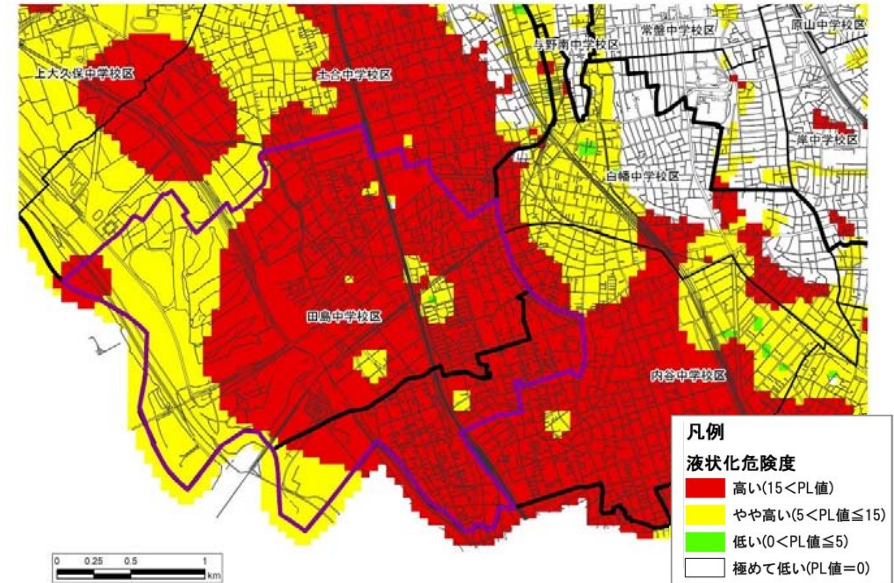 原山中学校区
常盤中学校区
与野南中学校区
上大久保中学校区
土合中学校区
岸中学校区
白幡中学校区
田島中学校区
内谷中学校区
凡例
液状化危険度
高い(15<PL値)
やや高い(5<PL値≦15)
低い(0<PL値≦5)
極めて低い(PL値=0)
0 0.25 0.5 1
km